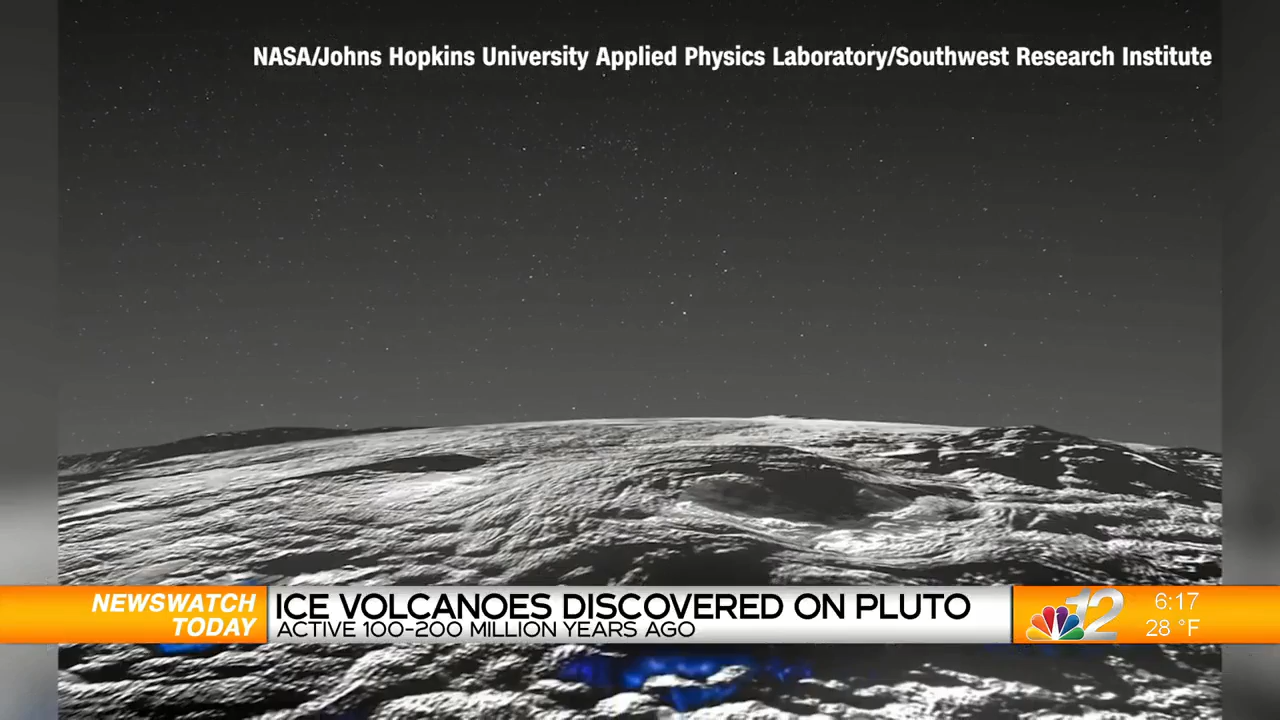 NASA/Johns Hopkins University Applied Physics Laboratory/Southwest Research Institute
NEWSWATCH
TODAY
ICE VOLCANOES DISCOVERED ON PLUTO
ACTIVE 100-200 MILLION YEARS AGO
12
6:17
28 °F